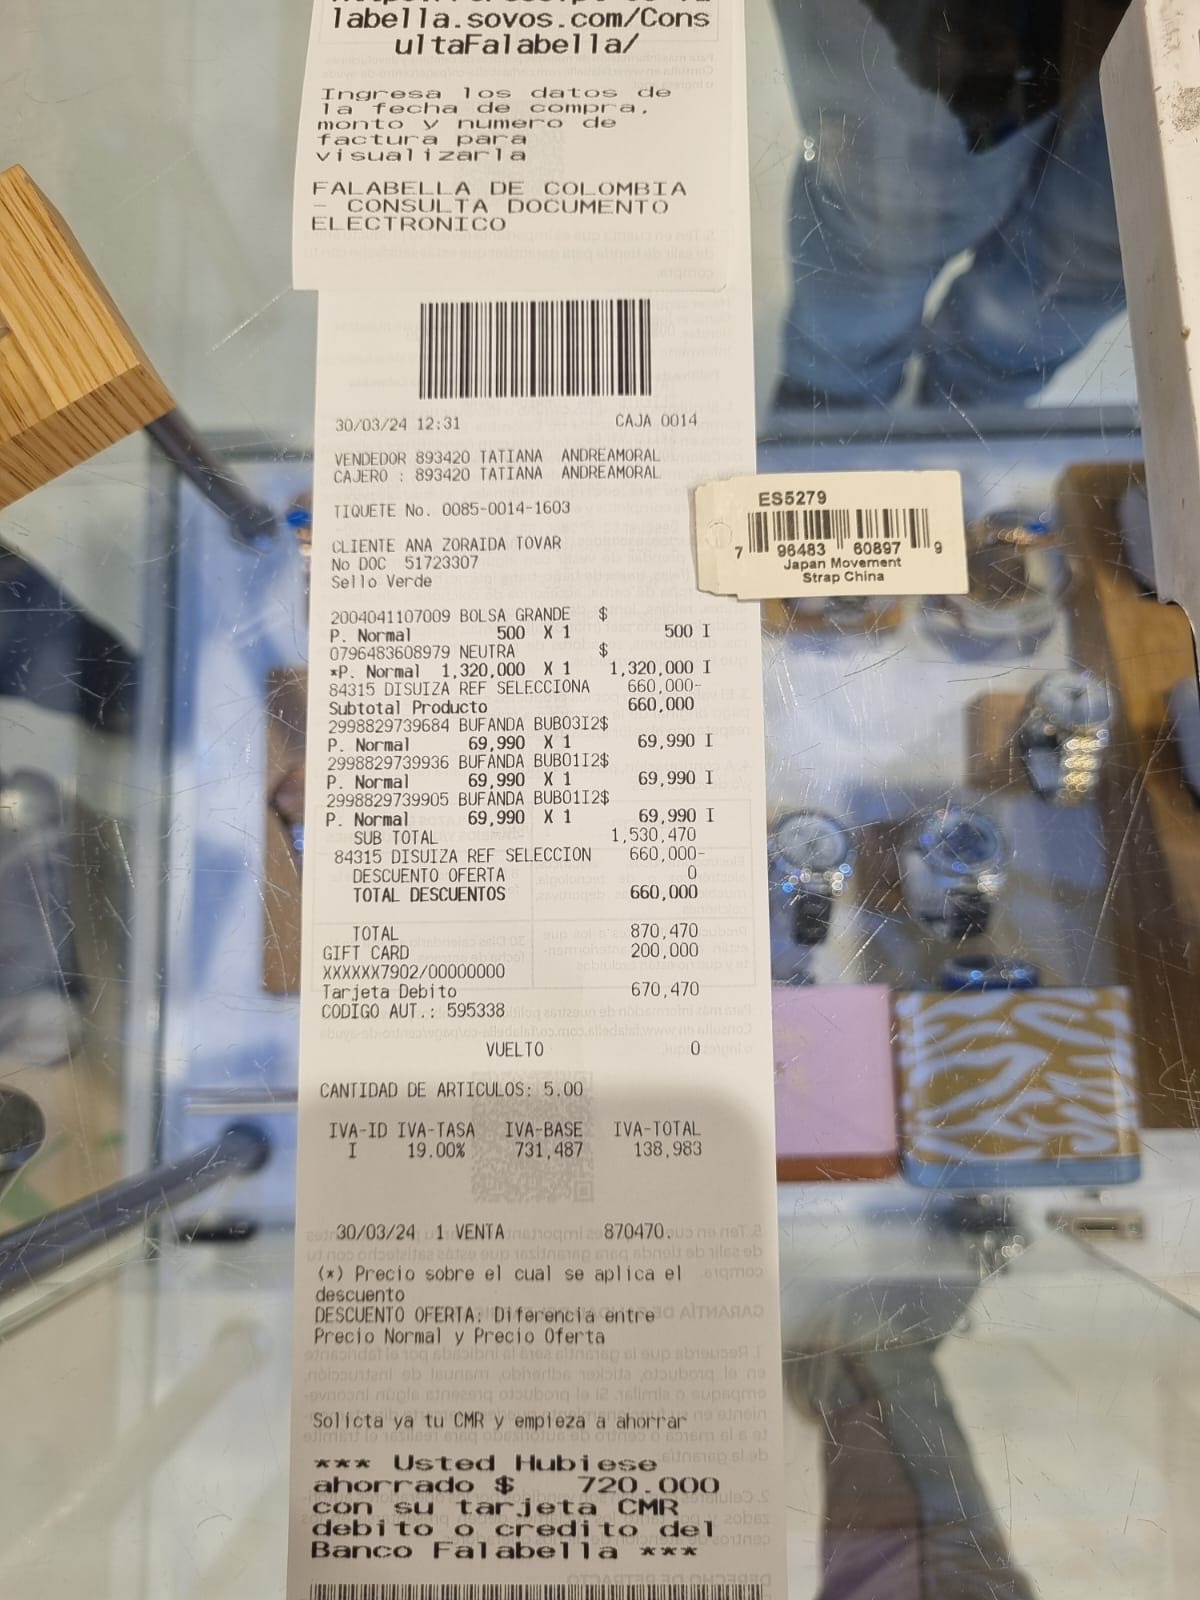 labella.sovos.com/Cons
ultaFalabella/
Ingresa los datos de
la fecha de compra,
monto y numero de
factura para
visualizarla
FALABELLA DE COLOMBIA
- CONSULTA DOCUMENTO
ELECTRONICO
30/03/24 12:31 CAJA 0014
VENDEDOR 893420 TATIANA ANDREAMORAL
CAJERO : 893420 TATIANA ANDREAMORAL
TIQUETE No. 0085-0014-1603
CLIENTE ANA ZORAIDA TOVAR
No DOC 51723307
Sello Verde
2004041107009 BOLSA GRANDE $
P. Normal 500 X 1 500 I
0796483608979 NEUTRA $
*P. Normal 1,320,000 X 1 1,320,000 I
84315 DISUIZA REF SELECCIONA 660,000-
Subtotal Producto 660,000
2998829739684 BUFANDA BUB03I2$
P. Normal 69,990 X 1 69,990 I
2998829739936 BUFANDA BUB01I2$
P. Normal 69,990 X 1 69,990 I
2998829739905 BUFANDA BUB01I2$
P. Normal 69,990 X 1 69,990 I
SUB TOTAL 1,530,470
84315 DISUIZA REF SELECCION 660,000-
DESCUENTO OFERTA 0
TOTAL DESCUENTOS 660,000
TOTAL 870,470
GIFT CARD 200,000
XXXXXX7902/00000000
Tarjeta Debito 670,470
CODIGO AUT.: 595338
VUELTO 0
CANTIDAD DE ARTICULOS: 5.00
IVA-ID IVA-TASA IVA-BASE IVA-TOTAL
I 19.00% 731,487 138,983
30/03/24 1 VENTA 870470.
(*) Precio sobre el cual se aplica el
descuento
DESCUENTO OFERTA: Diferencia entre
Precio Normal y Precio Oferta
Solicta ya tu CMR y empieza a ahorrar
*** Usted Hubiese
ahorrado $ 720.000
con su tarjeta CMR
debito o credito del
Banco Falabella ***
ES5279
7 96483 60897 9
Japan Movement
Strap China